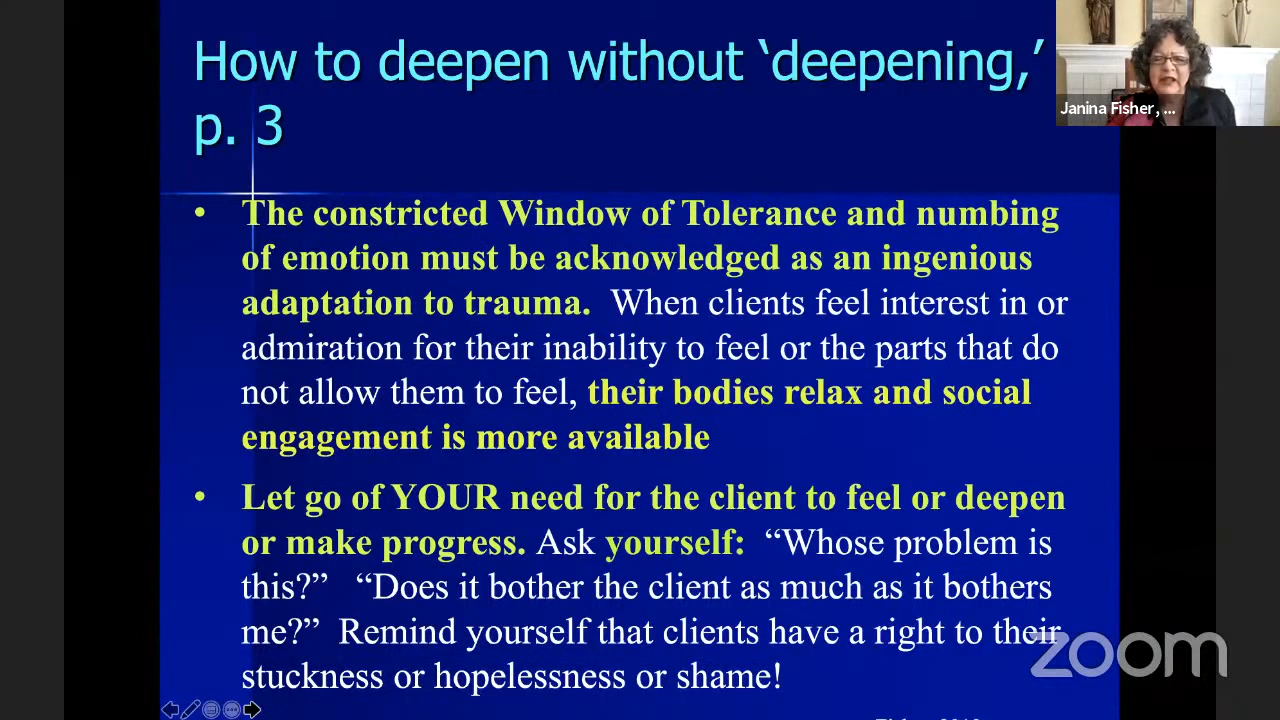 How to deepen without ‘deepening,’
p. 3
Janina Fisher, ...
• The constricted Window of Tolerance and numbing
of emotion must be acknowledged as an ingenious
adaptation to trauma. When clients feel interest in or
admiration for their inability to feel or the parts that do
not allow them to feel, their bodies relax and social
engagement is more available
• Let go of YOUR need for the client to feel or deepen
or make progress. Ask yourself: “Whose problem is
this?” “Does it bother the client as much as it bothers
me?” Remind yourself that clients have a right to their
stuckness or hopelessness or shame!
zoom